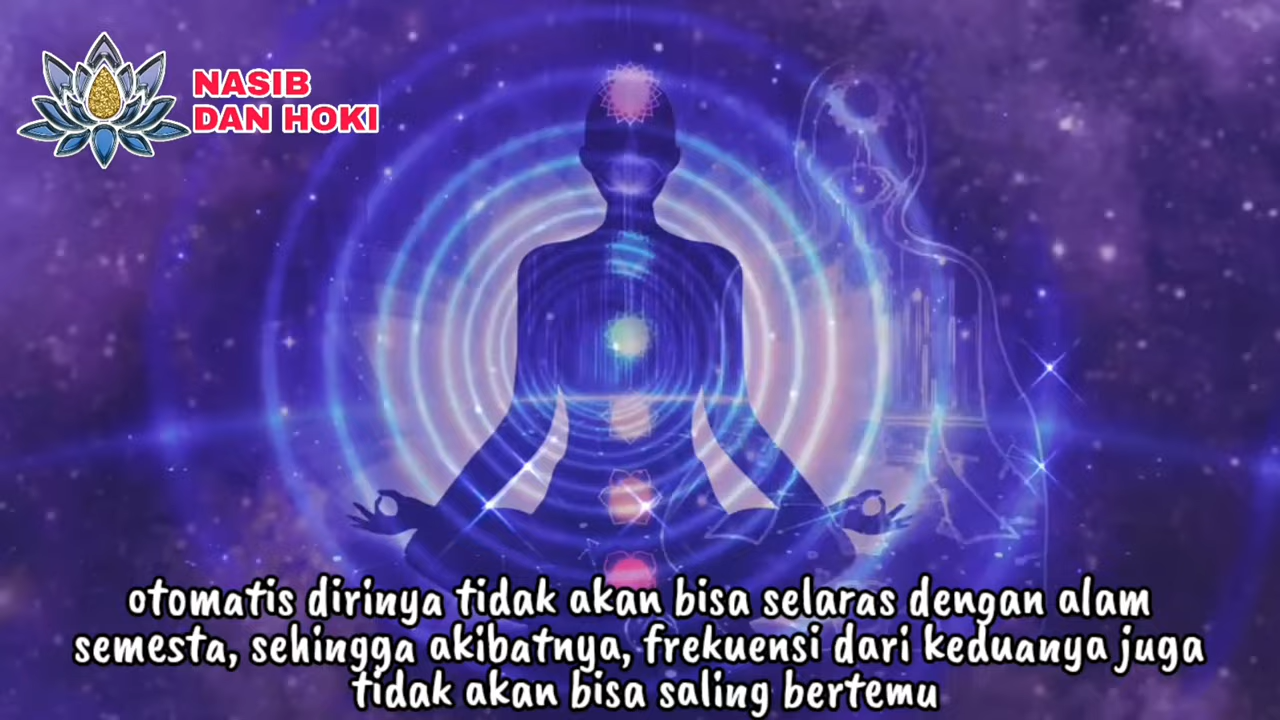 NASIB
DAN HOKI
otomatis dirinya tidak akan bisa selaras dengan alam
semesta, sehingga akibatnya, frekuensi dari keduanya juga
tidak akan bisa saling bertemu